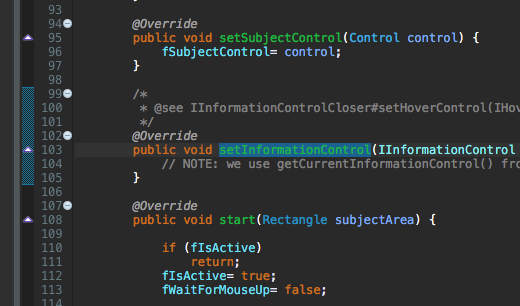 93
94 @Override
95 public void setSubjectControl(Control control) {
96 fSubjectControl= control;
97 }
98
99 /*
100 * @see IInformationControlCloser#setHoverControl(IHov
101 */
102 @Override
103 public void setInformationControl(IInformationControl
104 // NOTE: we use getCurrentInformationControl() fro
105 }
106
107 @Override
108 public void start(Rectangle subjectArea) {
109
110 if (fIsActive)
111 return;
112 fIsActive= true;
113 fWaitForMouseUp= false;
114